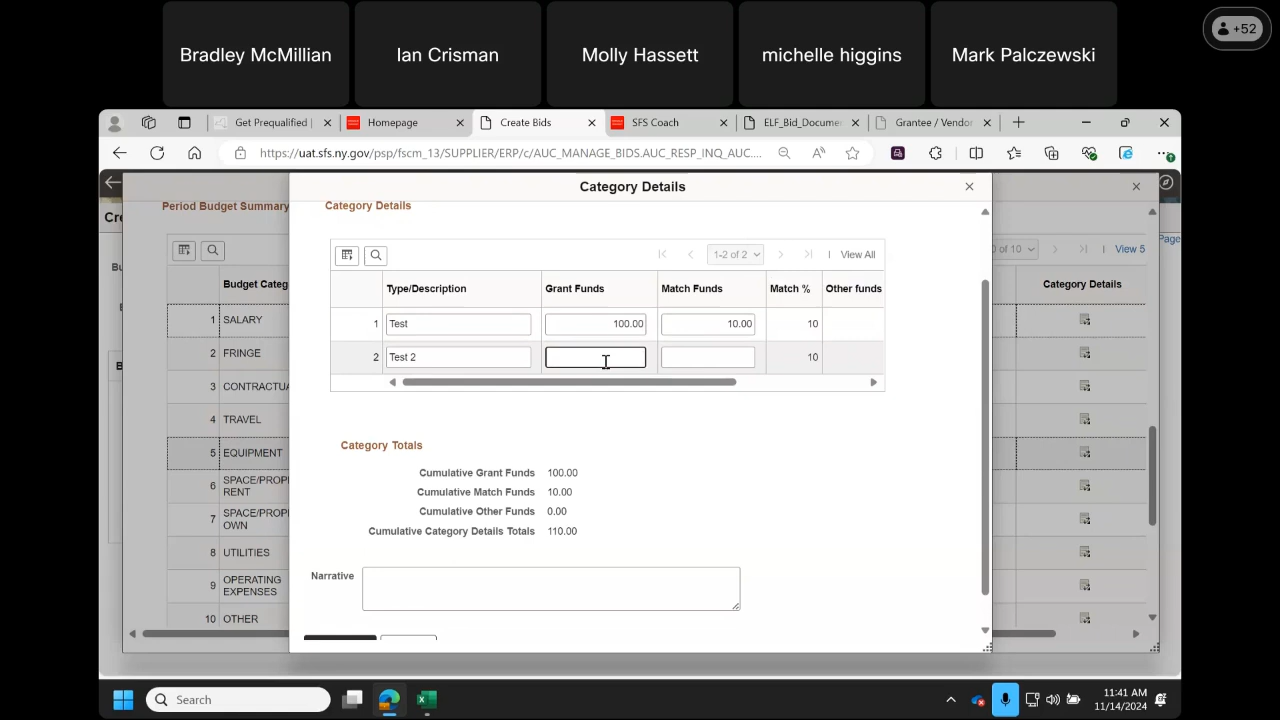 Bradley McMillian
Ian Crisman
Molly Hassett
michelle higgins
Mark Palczewski
+52
Get Prequalified |
Homepage
Create Bids
SFS Coach
ELF_Bid_Documer
Grantee / Vendor
https://uat.sfs.ny.gov/psp/fscm_13/SUPPLIER/ERP/c/AUC_MANAGE_BIDS.AUC_RESP_INQ_AUC....
Category Details
Period Budget Summary
Category Details
1-2 of 2
View All
0 of 10
View 5
Page
Budget Categ
Type/Description
Grant Funds
Match Funds
Match %
Other funds
Category Details
1 SALARY
1
Test
100.00
10.00
10
2 FRINGE
2
Test 2
10
3 CONTRACTUA
4 TRAVEL
5 EQUIPMENT
6 SPACE/PROP
RENT
7 SPACE/PROP
OWN
8 UTILITIES
9 OPERATING
EXPENSES
10 OTHER
Category Totals
Cumulative Grant Funds 100.00
Cumulative Match Funds 10.00
Cumulative Other Funds 0.00
Cumulative Category Details Totals 110.00
Narrative
Search
11:41 AM
11/14/2024